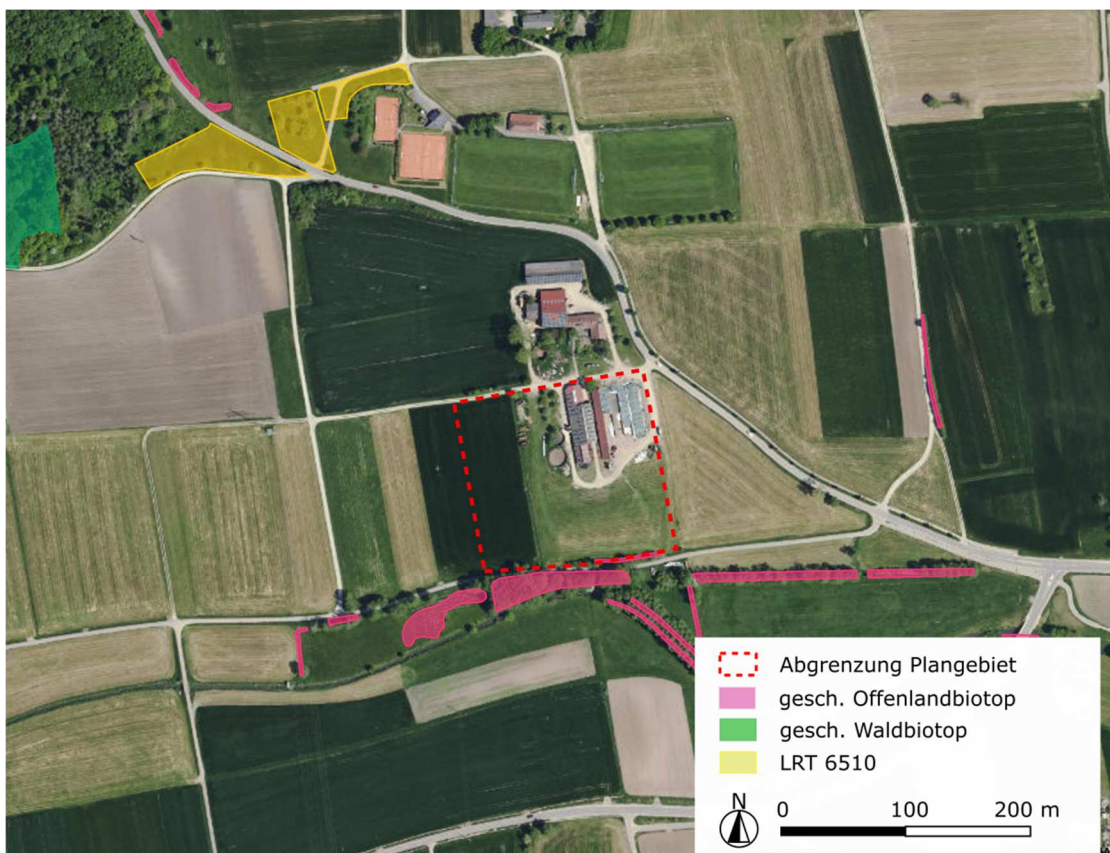 Abgrenzung Plangebiet
gesch. Offenlandbiotop
gesch. Waldbiotop
LRT 6510
N
0 100 200 m